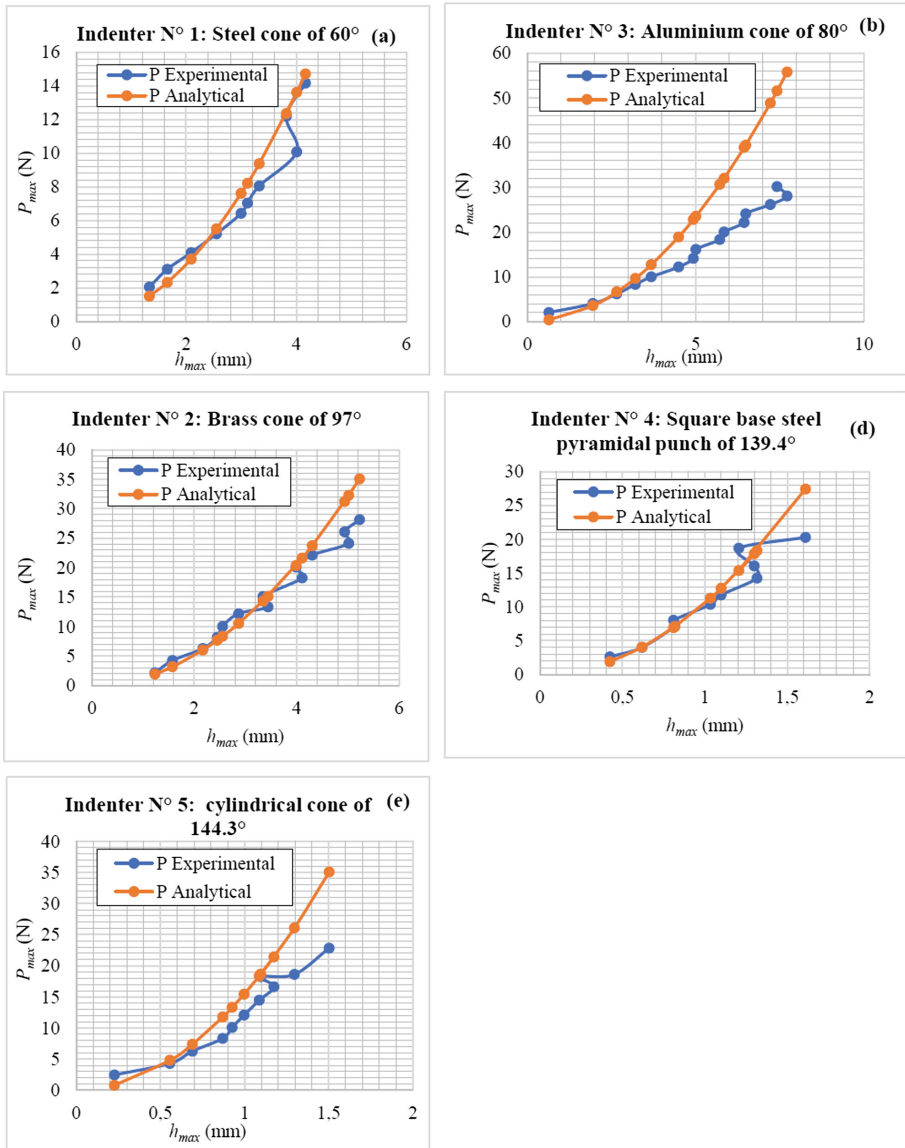 Indenter N° 1: Steel cone of 60° (a)
P Experimental
P Analytical
P_max (N)
16
14
12
10
8
6
4
2
0
0 2 4 6
h_max (mm)
Indenter N° 3: Aluminium cone of 80° (b)
P Experimental
P Analytical
P_max (N)
60
50
40
30
20
10
0
0 5 10
h_max (mm)
Indenter N° 2: Brass cone of 97°
P Experimental
P Analytical
P_max (N)
40
35
30
25
20
15
10
5
0
0 2 4 6
h_max (mm)
Indenter N° 4: Square base steel
pyramidal punch of 139.4° (d)
P Experimental
P Analytical
P_max (N)
30
25
20
15
10
5
0
0 0,5 1 1,5 2
h_max (mm)
Indenter N° 5: cylindrical cone of (e)
144.3°
P Experimental
P Analytical
P_max (N)
40
35
30
25
20
15
10
5
0
0 0,5 1 1,5 2
h_max (mm)